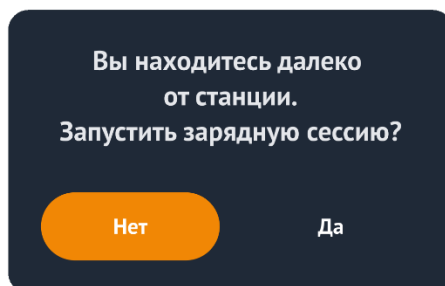 Вы находитесь далеко
от станции.
Запустить зарядную сессию?
Нет
Да